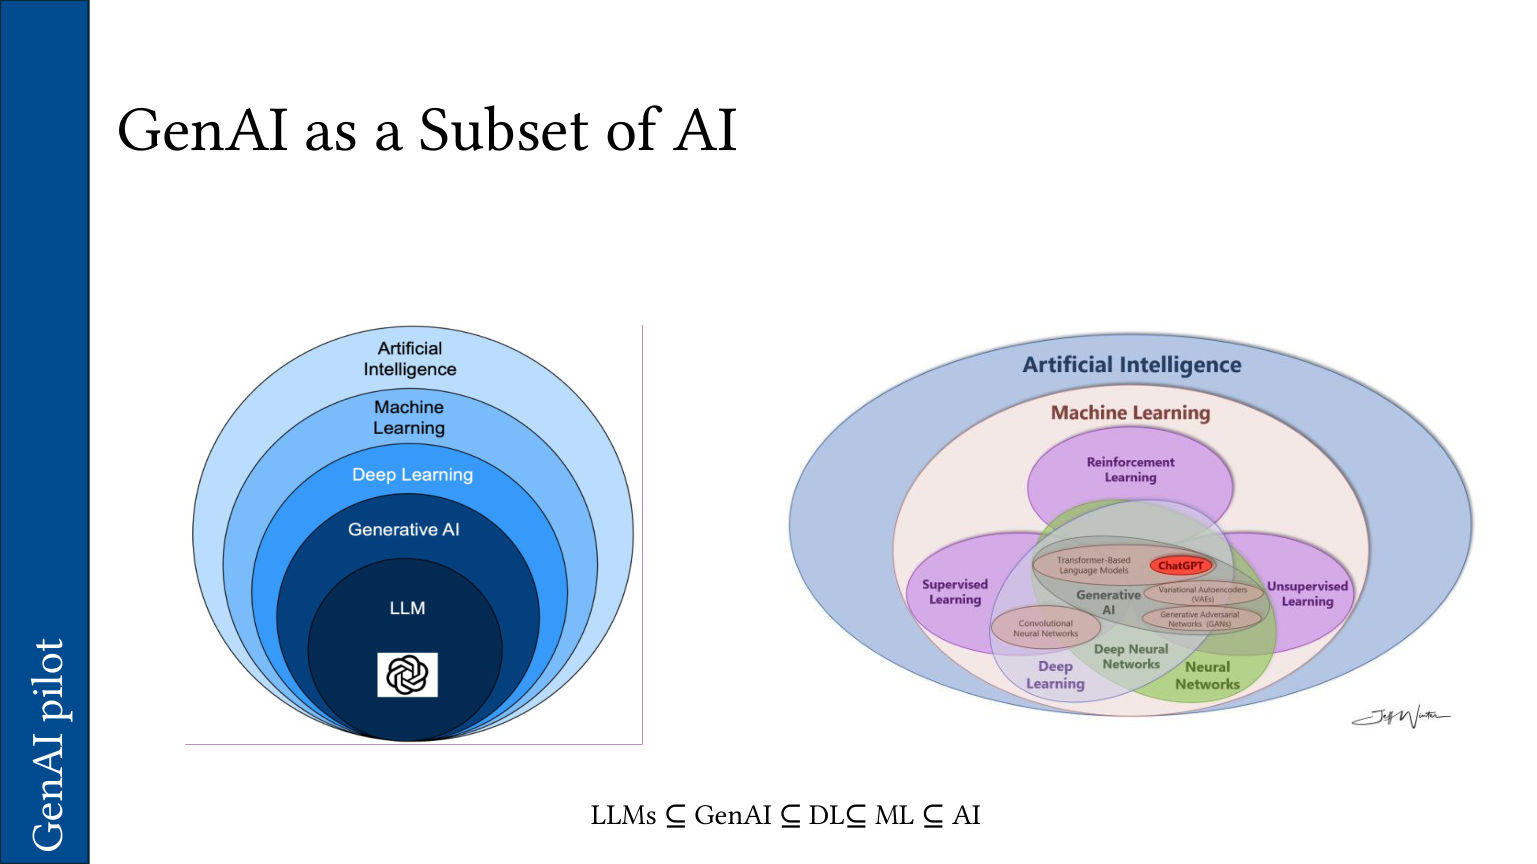 GenAI as a Subset of AI
Artificial
Intelligence
Machine
Learning
Deep Learning
Generative AI
LLM
Artificial Intelligence
Machine Learning
Reinforcement
Learning
Transformer-Based
Language Models
ChatGPT
Supervised
Learning
Generative
AI
Variational Autoencoders
(VAEs)
Unsupervised
Learning
Generative Adversarial
Networks (GANs)
Convolutional
Neural Networks
Deep Neural
Networks
Deep
Learning
Neural
Networks
Jeff Winter
LLMs ⊆ GenAI ⊆ DL⊆ ML ⊆ AI
GenAI pilot